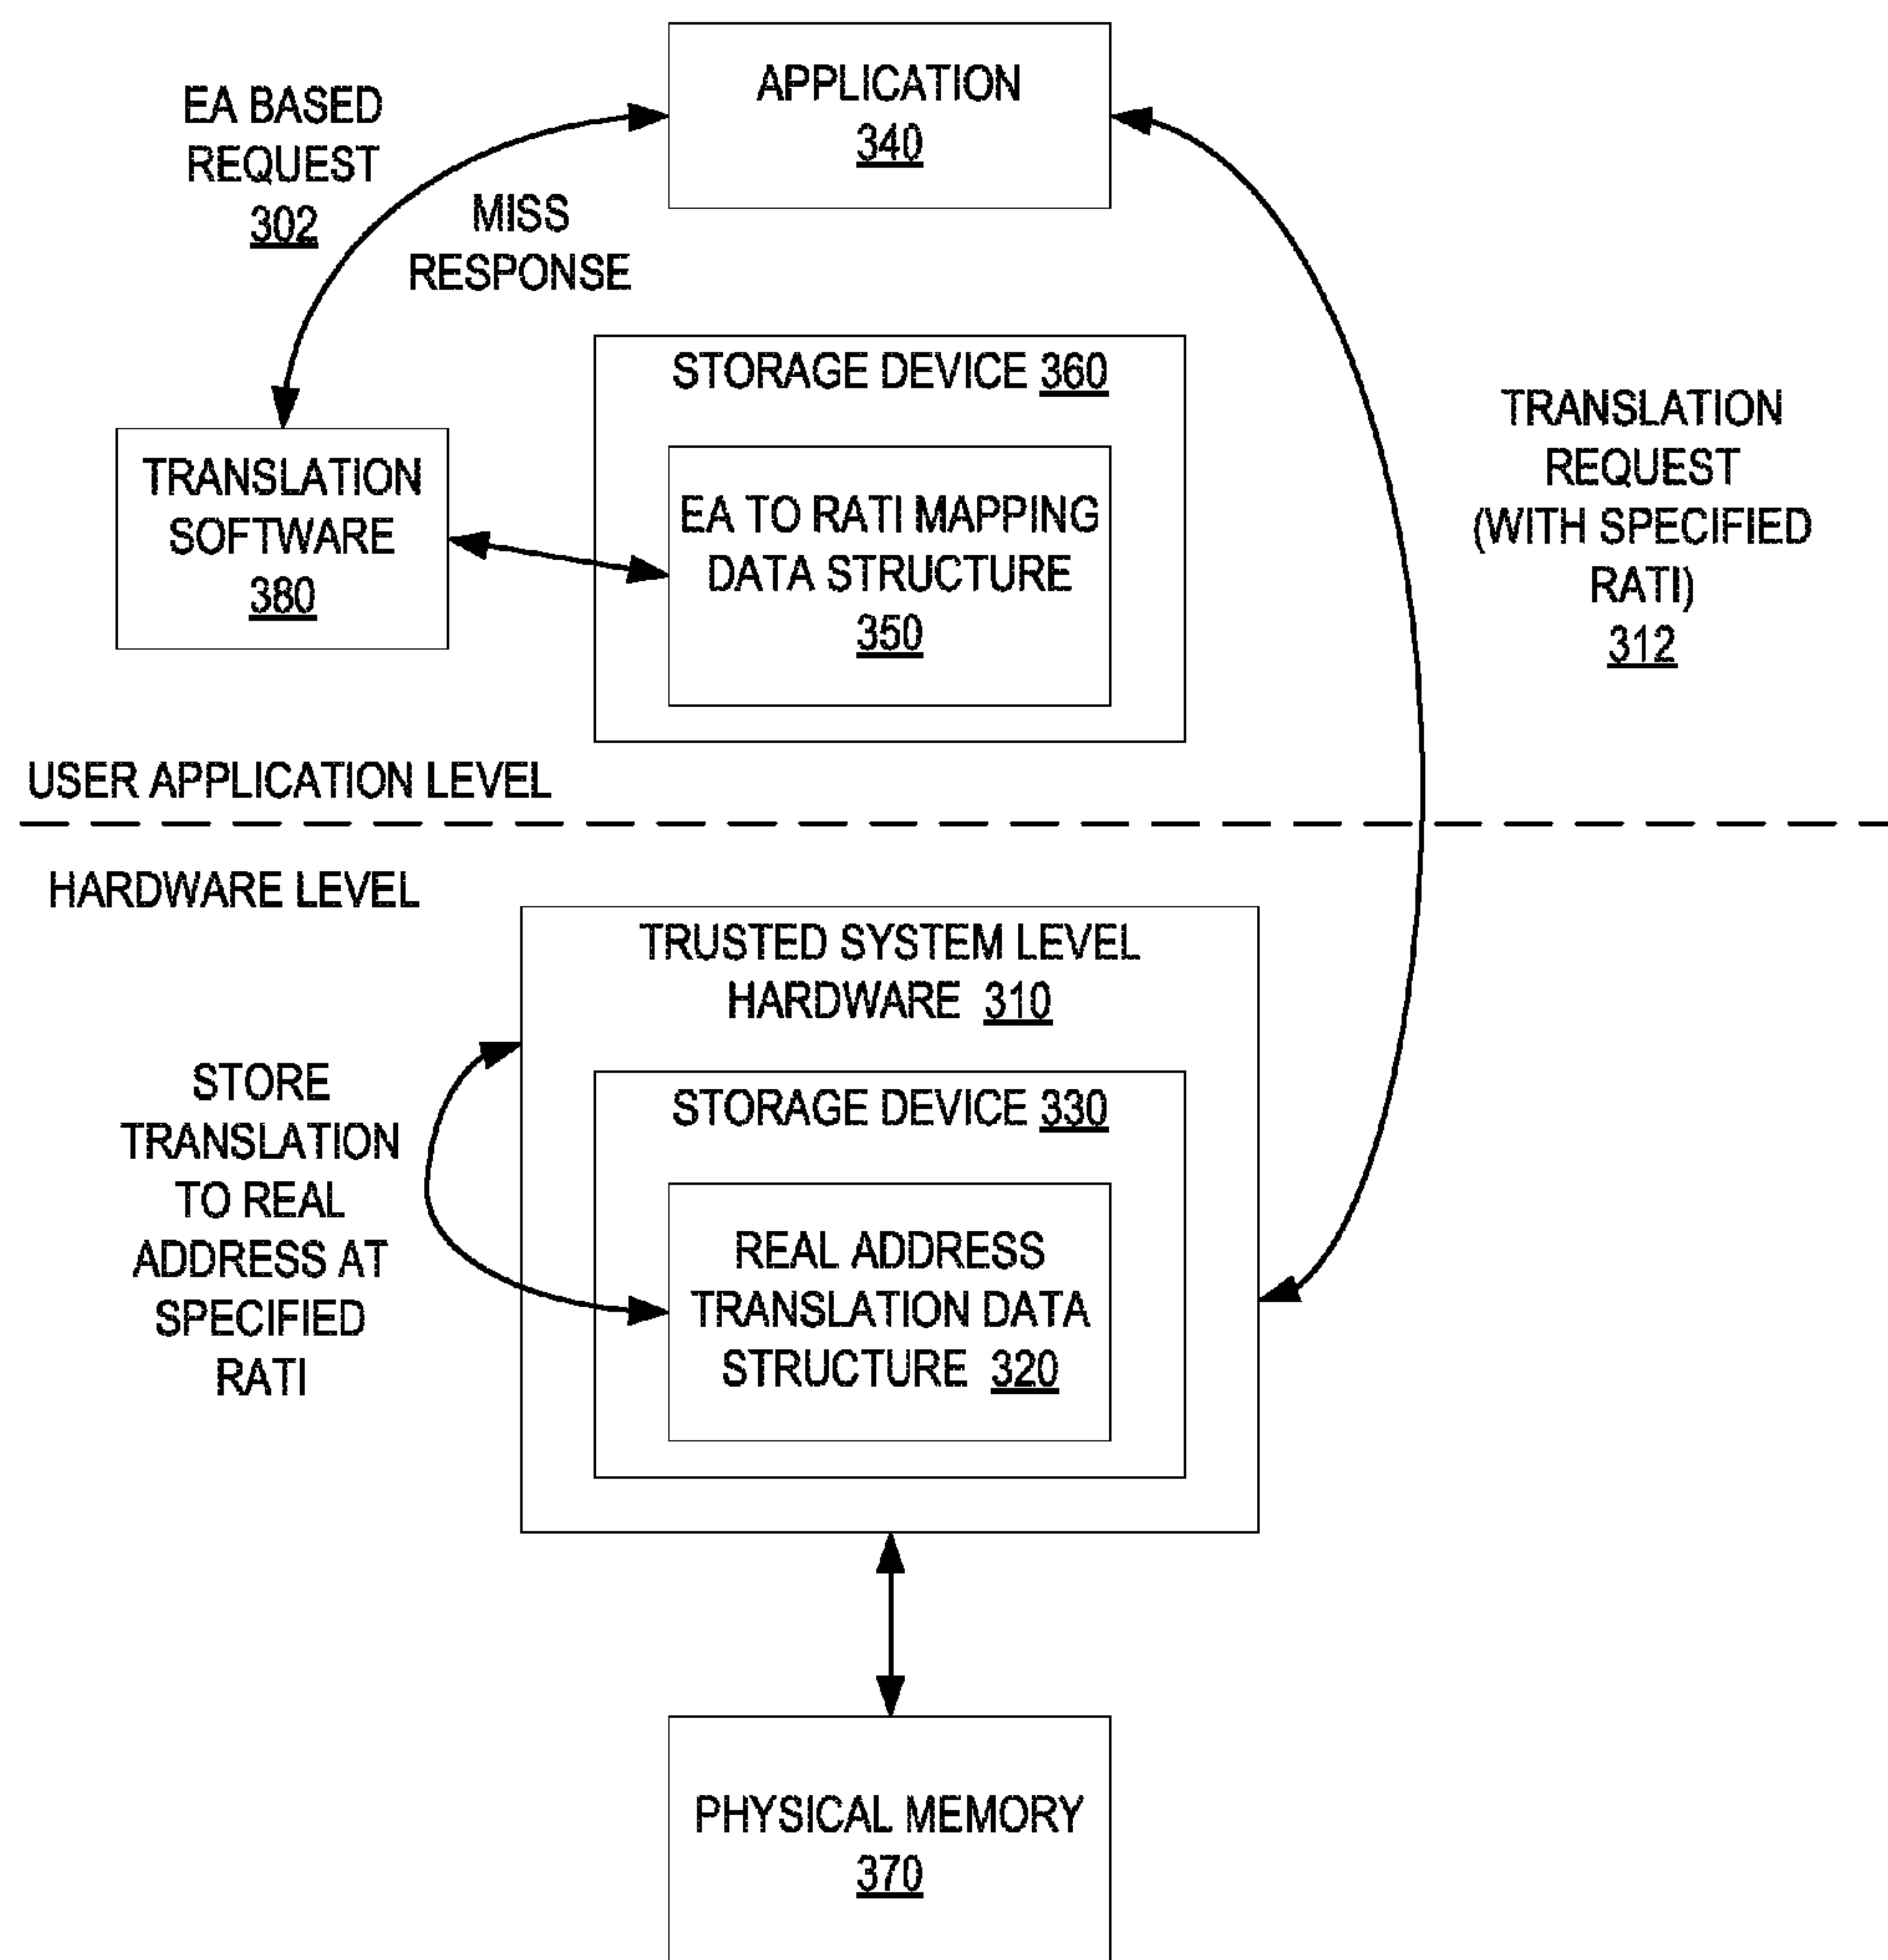 APPLICATION
340
EA BASED
REQUEST
302
MISS
RESPONSE
STORAGE DEVICE 360
TRANSLATION
SOFTWARE
380
EA TO RATI MAPPING
DATA STRUCTURE
350
TRANSLATION
REQUEST
(WITH SPECIFIED
RATI)
312
USER APPLICATION LEVEL
HARDWARE LEVEL
TRUSTED SYSTEM LEVEL
HARDWARE 310
STORE
TRANSLATION
TO REAL
ADDRESS AT
SPECIFIED
RATI
STORAGE DEVICE 330
REAL ADDRESS
TRANSLATION DATA
STRUCTURE 320
PHYSICAL MEMORY
370